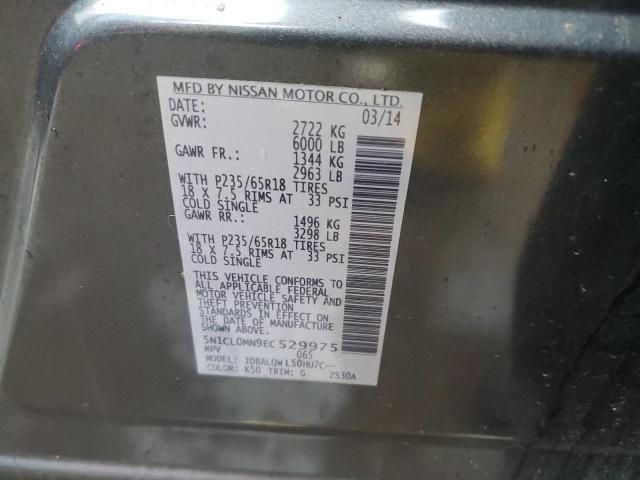 MFD BY NISSAN MOTOR CO., LTD.
DATE: 03/14
GVWR: 2722 KG
6000 LB
GAWR FR.: 1344 KG
2963 LB
WITH P235/65R18 TIRES
18 X 7.5 RIMS AT 33 PSI
COLD SINGLE
GAWR RR.: 1496 KG
3298 LB
WITH P235/65R18 TIRES
18 X 7.5 RIMS AT 33 PSI
COLD SINGLE
THIS VEHICLE CONFORMS TO
ALL APPLICABLE FEDERAL
MOTOR VEHICLE SAFETY AND
THEFT PREVENTION
STANDARDS IN EFFECT ON
THE DATE OF MANUFACTURE
SHOWN ABOVE.
5N1CL0MN9EC529975
MPV 065
MODEL: JDBALQWL50HU7C--
COLOR: K50 TRIM: G 2S30A